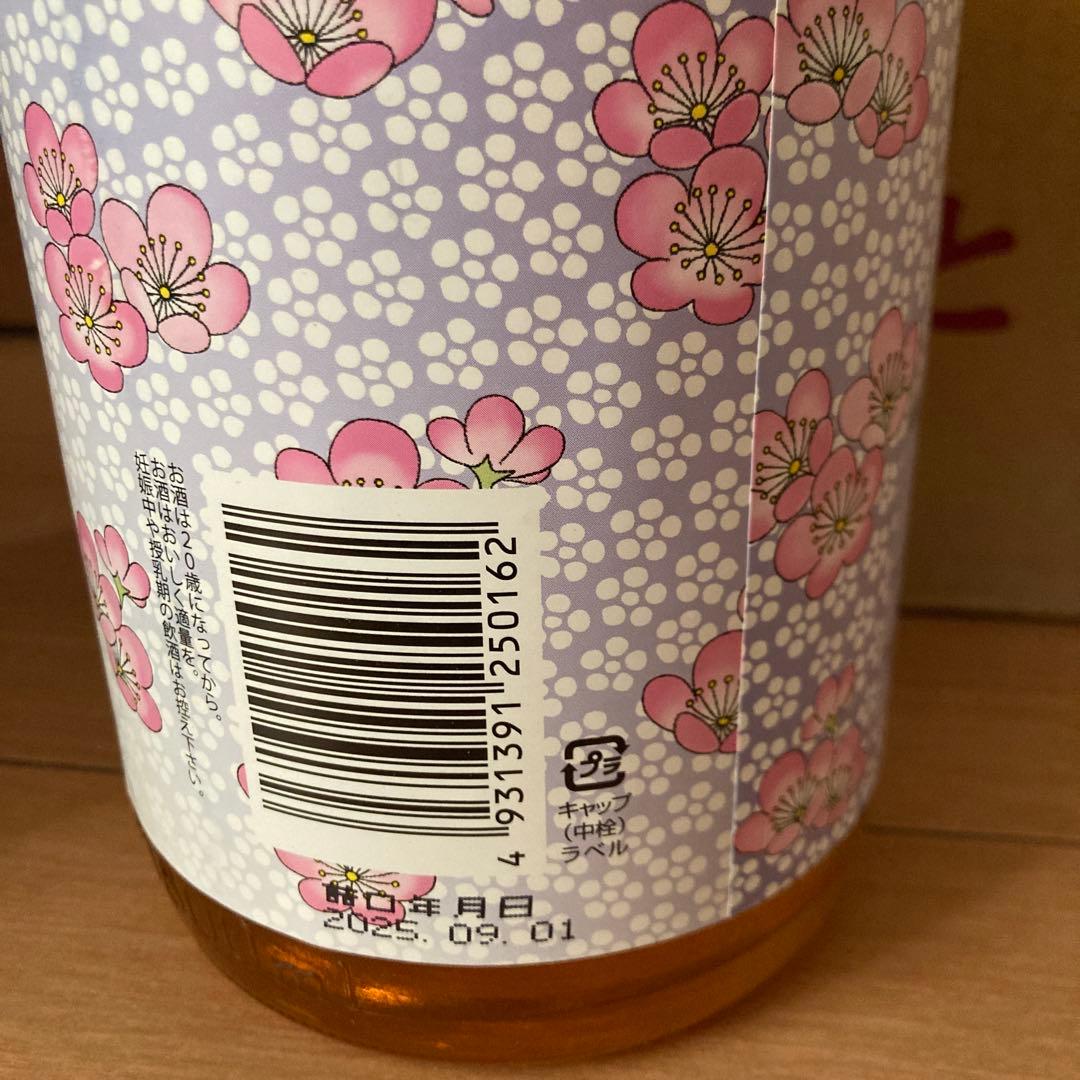 お酒は20歳になってから。
お酒はおいしく適量を。
妊娠中や授乳期の飲酒はお控え下さい。
4 931391 250162
プラ
キャップ
(中栓)
ラベル
詰口年月日
2025. 09. 01